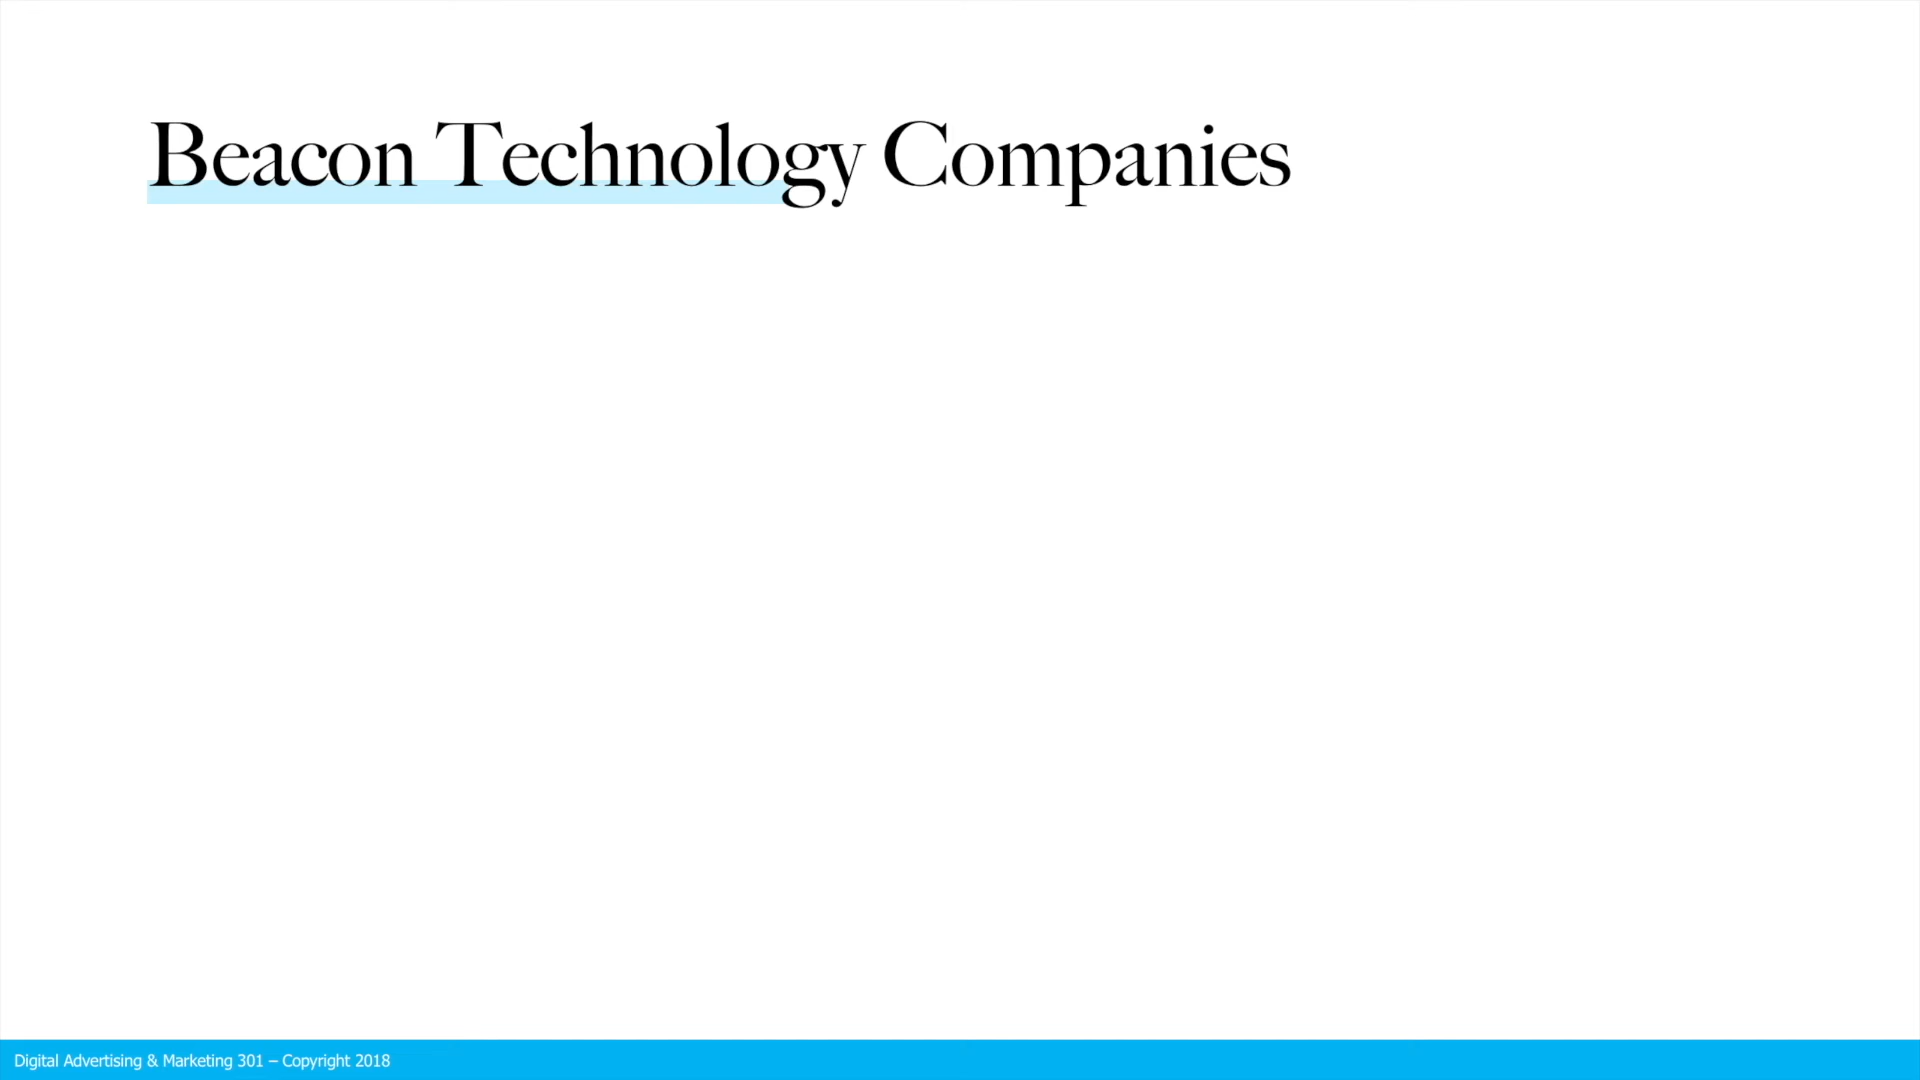 Beacon Technology Companies
Digital Advertising & Marketing 301 – Copyright 2018